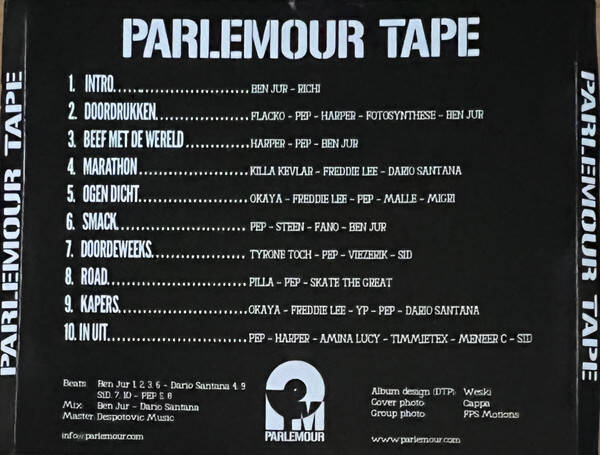 PARLEMOUR TAPE
PARLEMOUR TAPE
PARLEMOUR TAPE
1. INTRO........................... BEN JUR - RICHI
2. DOORDRUKKEN................ FLACKO - PEP - HARPER - FOTOSYNTHESE - BEN JUR
3. BEEF MET DE WERELD............ HARPER - PEP - BEN JUR
4. MARATHON.................... KILLA KEVLAR - FREDDIE LEE - DARIO SANTANA
5. OGEN DICHT.................... OKAYA - FREDDIE LEE - PEP - MALLE - MIGRI
6. SMACK........................ PEP - STEEN - FANO - BEN JUR
7. DOORDEWEEKS................. TYRONE TOCH - PEP - VIEZERIK - SID
8. ROAD.......................... PILLA - PEP - SKATE THE GREAT
9. KAPERS........................ OKAYA - FREDDIE LEE - YP - PEP - DARIO SANTANA
10. IN UIT......................... PEP - HARPER - AMINA LUCY - TIMMIETEX - MENEER C - SID
Beats: Ben Jur 1, 2, 3, 6 - Dario Santana 4, 9
SiD, 7, 10 - PEP 5, 8
Mix: Ben Jur - Dario Santana
Master: Despotovic Music
info@parlemour.com
PM
PARLEMOUR
Album design (DTP): Weski
Cover photo: Cappa
Group photo: FPS Motions
www.parlemour.com